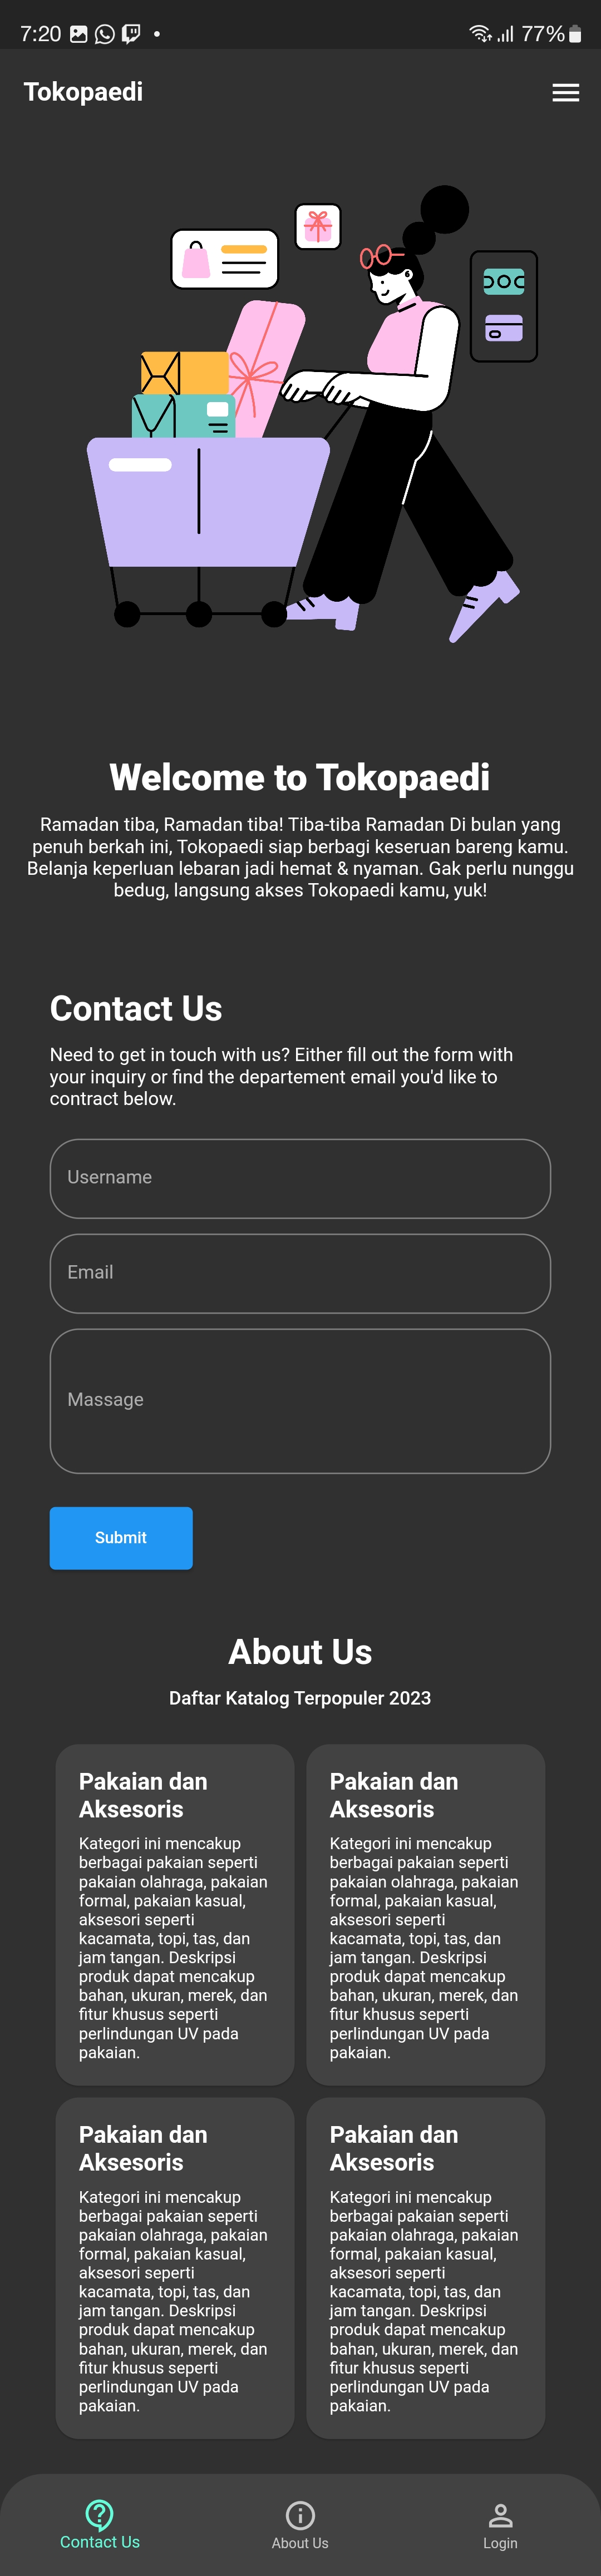 7:20
77%
Tokopaedi
Welcome to Tokopaedi
Ramadan tiba, Ramadan tiba! Tiba-tiba Ramadan Di bulan yang
penuh berkah ini, Tokopaedi siap berbagi keseruan bareng kamu.
Belanja keperluan lebaran jadi hemat & nyaman. Gak perlu nunggu
bedug, langsung akses Tokopaedi kamu, yuk!
Contact Us
Need to get in touch with us? Either fill out the form with
your inquiry or find the departement email you'd like to
contract below.
Username
Email
Massage
Submit
About Us
Daftar Katalog Terpopuler 2023
Pakaian dan
Aksesoris
Kategori ini mencakup
berbagai pakaian seperti
pakaian olahraga, pakaian
formal, pakaian kasual,
aksesori seperti
kacamata, topi, tas, dan
jam tangan. Deskripsi
produk dapat mencakup
bahan, ukuran, merek, dan
fitur khusus seperti
perlindungan UV pada
pakaian.
Pakaian dan
Aksesoris
Kategori ini mencakup
berbagai pakaian seperti
pakaian olahraga, pakaian
formal, pakaian kasual,
aksesori seperti
kacamata, topi, tas, dan
jam tangan. Deskripsi
produk dapat mencakup
bahan, ukuran, merek, dan
fitur khusus seperti
perlindungan UV pada
pakaian.
Pakaian dan
Aksesoris
Kategori ini mencakup
berbagai pakaian seperti
pakaian olahraga, pakaian
formal, pakaian kasual,
aksesori seperti
kacamata, topi, tas, dan
jam tangan. Deskripsi
produk dapat mencakup
bahan, ukuran, merek, dan
fitur khusus seperti
perlindungan UV pada
pakaian.
Pakaian dan
Aksesoris
Kategori ini mencakup
berbagai pakaian seperti
pakaian olahraga, pakaian
formal, pakaian kasual,
aksesori seperti
kacamata, topi, tas, dan
jam tangan. Deskripsi
produk dapat mencakup
bahan, ukuran, merek, dan
fitur khusus seperti
perlindungan UV pada
pakaian.
Contact Us
About Us
Login